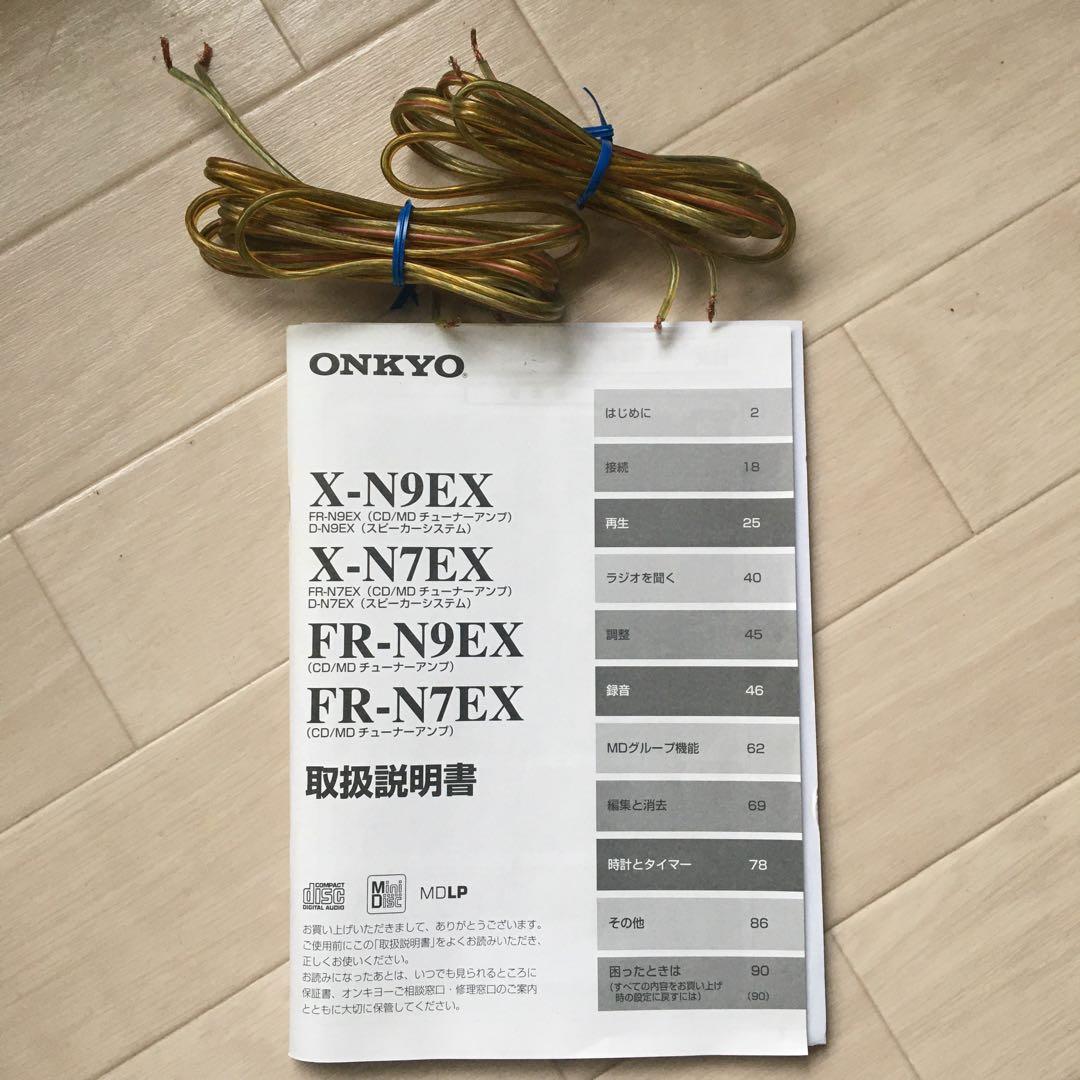 ONKYO®
X-N9EX
FR-N9EX(CD/MD チューナーアンプ)
D-N9EX(スピーカーシステム)
X-N7EX
FR-N7EX(CD/MD チューナーアンプ)
D-N7EX(スピーカーシステム)
FR-N9EX
(CD/MD チューナーアンプ)
FR-N7EX
(CD/MD チューナーアンプ)
取扱説明書
COMPACT
disc
DIGITAL AUDIO
Mini
Disc
MDLP
お買い上げいただきまして、ありがとうございます。
ご使用前にこの「取扱説明書」をよくお読みいただき、
正しくお使いください。
お読みになったあとは、いつでも見られるところに
保証書、オンキヨーご相談窓口・修理窓口のご案内
とともに大切に保管してください。
はじめに 2
接続 18
再生 25
ラジオを聞く 40
調整 45
録音 46
MDグループ機能 62
編集と消去 69
時計とタイマー 78
その他 86
困ったときは 90
(すべての内容をお買い上げ
時の設定に戻すには) (90)